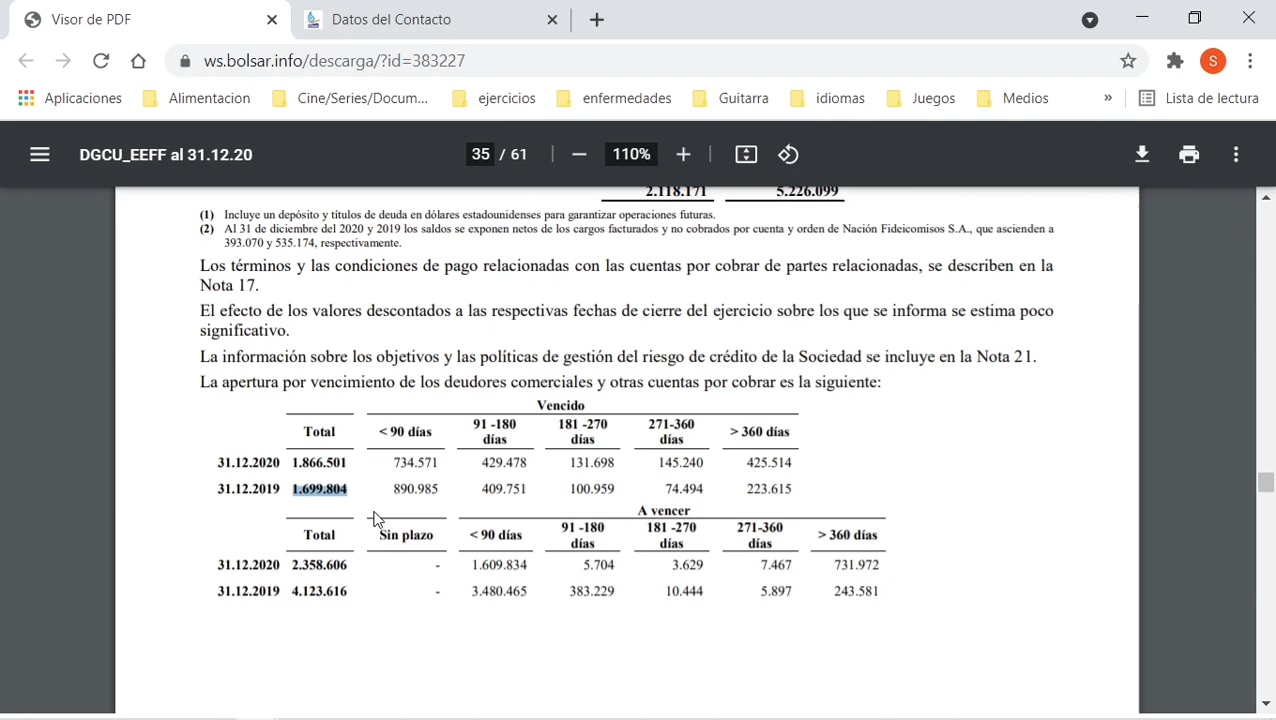 Visor de PDF
Datos del Contacto
ws.bolsar.info/descarga/?id=383227
S
Aplicaciones
Alimentacion
Cine/Series/Docum...
ejercicios
enfermedades
Guitarra
idiomas
Juegos
Medios
»
Lista de lectura
DGCU_EEFF al 31.12.20
35 / 61
110%
2.118.171 5.226.099
(1) Incluye un depósito y títulos de deuda en dólares estadounidenses para garantizar operaciones futuras.
(2) Al 31 de diciembre del 2020 y 2019 los saldos se exponen netos de los cargos facturados y no cobrados por cuenta y orden de Nación Fideicomisos S.A., que ascienden a
393.070 y 535.174, respectivamente.
Los términos y las condiciones de pago relacionadas con las cuentas por cobrar de partes relacionadas, se describen en la
Nota 17.
El efecto de los valores descontados a las respectivas fechas de cierre del ejercicio sobre los que se informa se estima poco
significativo.
La información sobre los objetivos y las políticas de gestión del riesgo de crédito de la Sociedad se incluye en la Nota 21.
La apertura por vencimiento de los deudores comerciales y otras cuentas por cobrar es la siguiente:
Vencido
Total < 90 días 91 -180 días 181 -270 días 271-360 días > 360 días
31.12.2020 1.866.501 734.571 429.478 131.698 145.240 425.514
31.12.2019 1.699.804 890.985 409.751 100.959 74.494 223.615
A vencer
Total Sin plazo < 90 días 91 -180 días 181 -270 días 271-360 días > 360 días
31.12.2020 2.358.606 - 1.609.834 5.704 3.629 7.467 731.972
31.12.2019 4.123.616 - 3.480.465 383.229 10.444 5.897 243.581